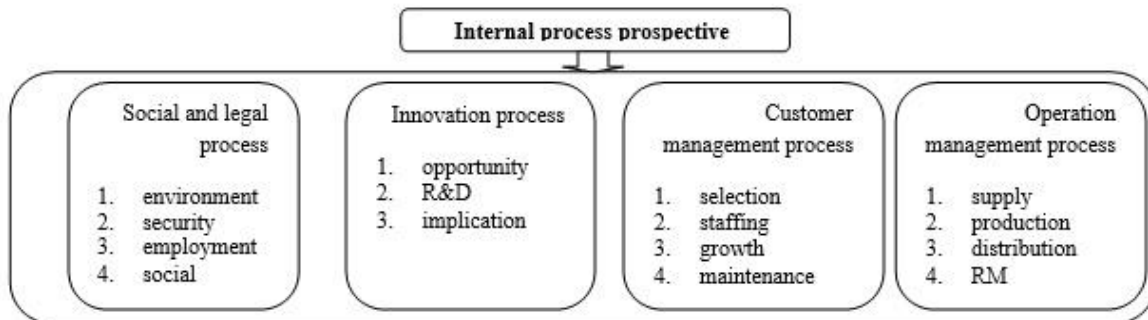 Internal process prospective
Social and legal
process
1. environment
2. security
3. employment
4. social
Innovation process
1. opportunity
2. R&D
3. implication
Customer
management process
1. selection
2. staffing
3. growth
4. maintenance
Operation
management process
1. supply
2. production
3. distribution
4. RM